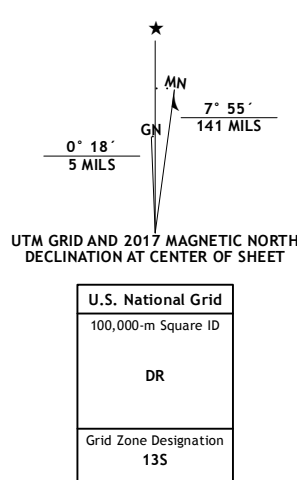 ★
MN
GN
7° 55´
141 MILS
0° 18´
5 MILS
UTM GRID AND 2017 MAGNETIC NORTH
DECLINATION AT CENTER OF SHEET
U.S. National Grid
100,000-m Square ID
DR
Grid Zone Designation
13S